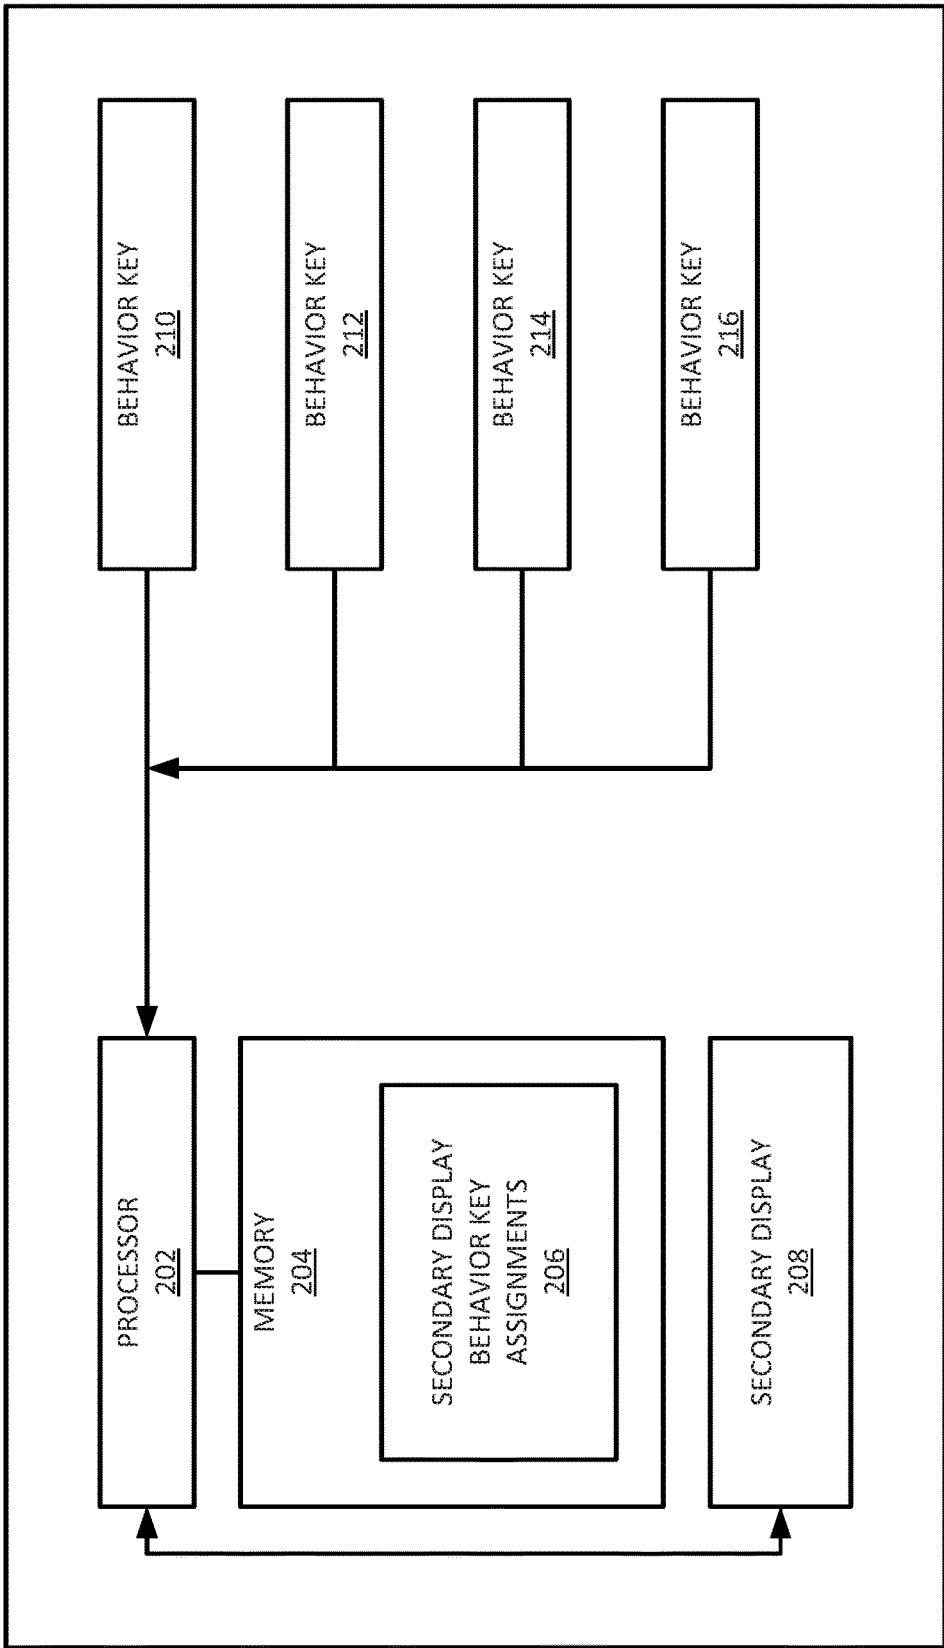 PROCESSOR
202
MEMORY
204
SECONDARY DISPLAY
BEHAVIOR KEY
ASSIGNMENTS
206
SECONDARY DISPLAY
208
BEHAVIOR KEY
210
BEHAVIOR KEY
212
BEHAVIOR KEY
214
BEHAVIOR KEY
216